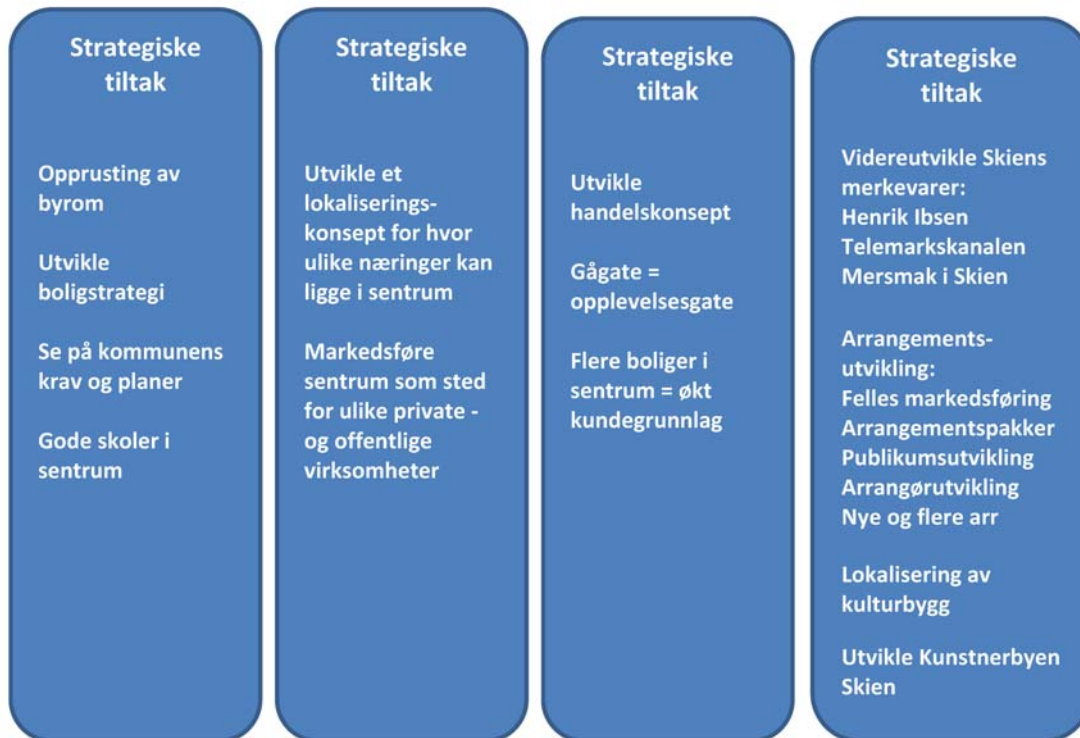 Strategiske
tiltak
Opprusting av
byrom
Utvikle
boligstrategi
Se på kommunens
krav og planer
Gode skoler i
sentrum
Strategiske
tiltak
Utvikle et
lokaliserings-
konsept for hvor
ulike næringer kan
ligge i sentrum
Markedsføre
sentrum som sted
for ulike private -
og offentlige
virksomheter
Strategiske
tiltak
Utvikle
handelskonsept
Gågate =
opplevelsesgate
Flere boliger i
sentrum = økt
kundegrunnlag
Strategiske
tiltak
Videreutvikle Skiens
merkevarer:
Henrik Ibsen
Telemarkskanalen
Mersmak i Skien
Arrangements-
utvikling:
Felles markedsføring
Arrangementspakker
Publikumsutvikling
Arrangørutvikling
Nye og flere arr
Lokalisering av
kulturbygg
Utvikle Kunstnerbyen
Skien